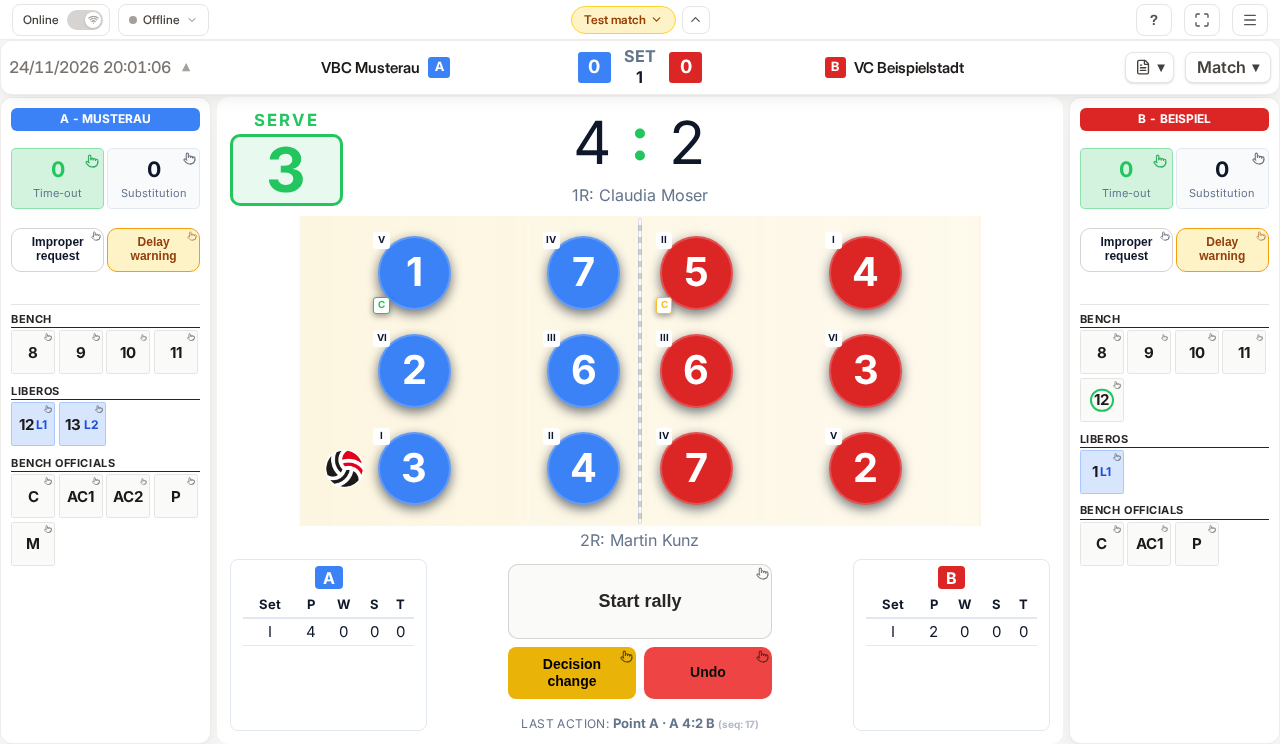 Online
Offline
Test match
?
24/11/2026 20:01:06 ▲
VBC Musterau A
0 SET 1 0
B VC Beispielstadt
Match ▾
A - MUSTERAU
0 Time-out
0 Substitution
Improper request
Delay warning
BENCH
8 9 10 11
LIBEROS
12 L1 13 L2
BENCH OFFICIALS
C AC1 AC2 P
M
SERVE
3
4 : 2
1R: Claudia Moser
V 1 C
IV 7
II 5 C
I 4
VI 2
III 6
III 6
VI 3
I 3
II 4
IV 7
V 2
2R: Martin Kunz
A
Set P W S T
I 4 0 0 0
Start rally
Decision change
Undo
LAST ACTION: Point A · A 4:2 B (seq: 17)
B
Set P W S T
I 2 0 0 0
B - BEISPIEL
0 Time-out
0 Substitution
Improper request
Delay warning
BENCH
8 9 10 11
12
LIBEROS
1 L1
BENCH OFFICIALS
C AC1 P